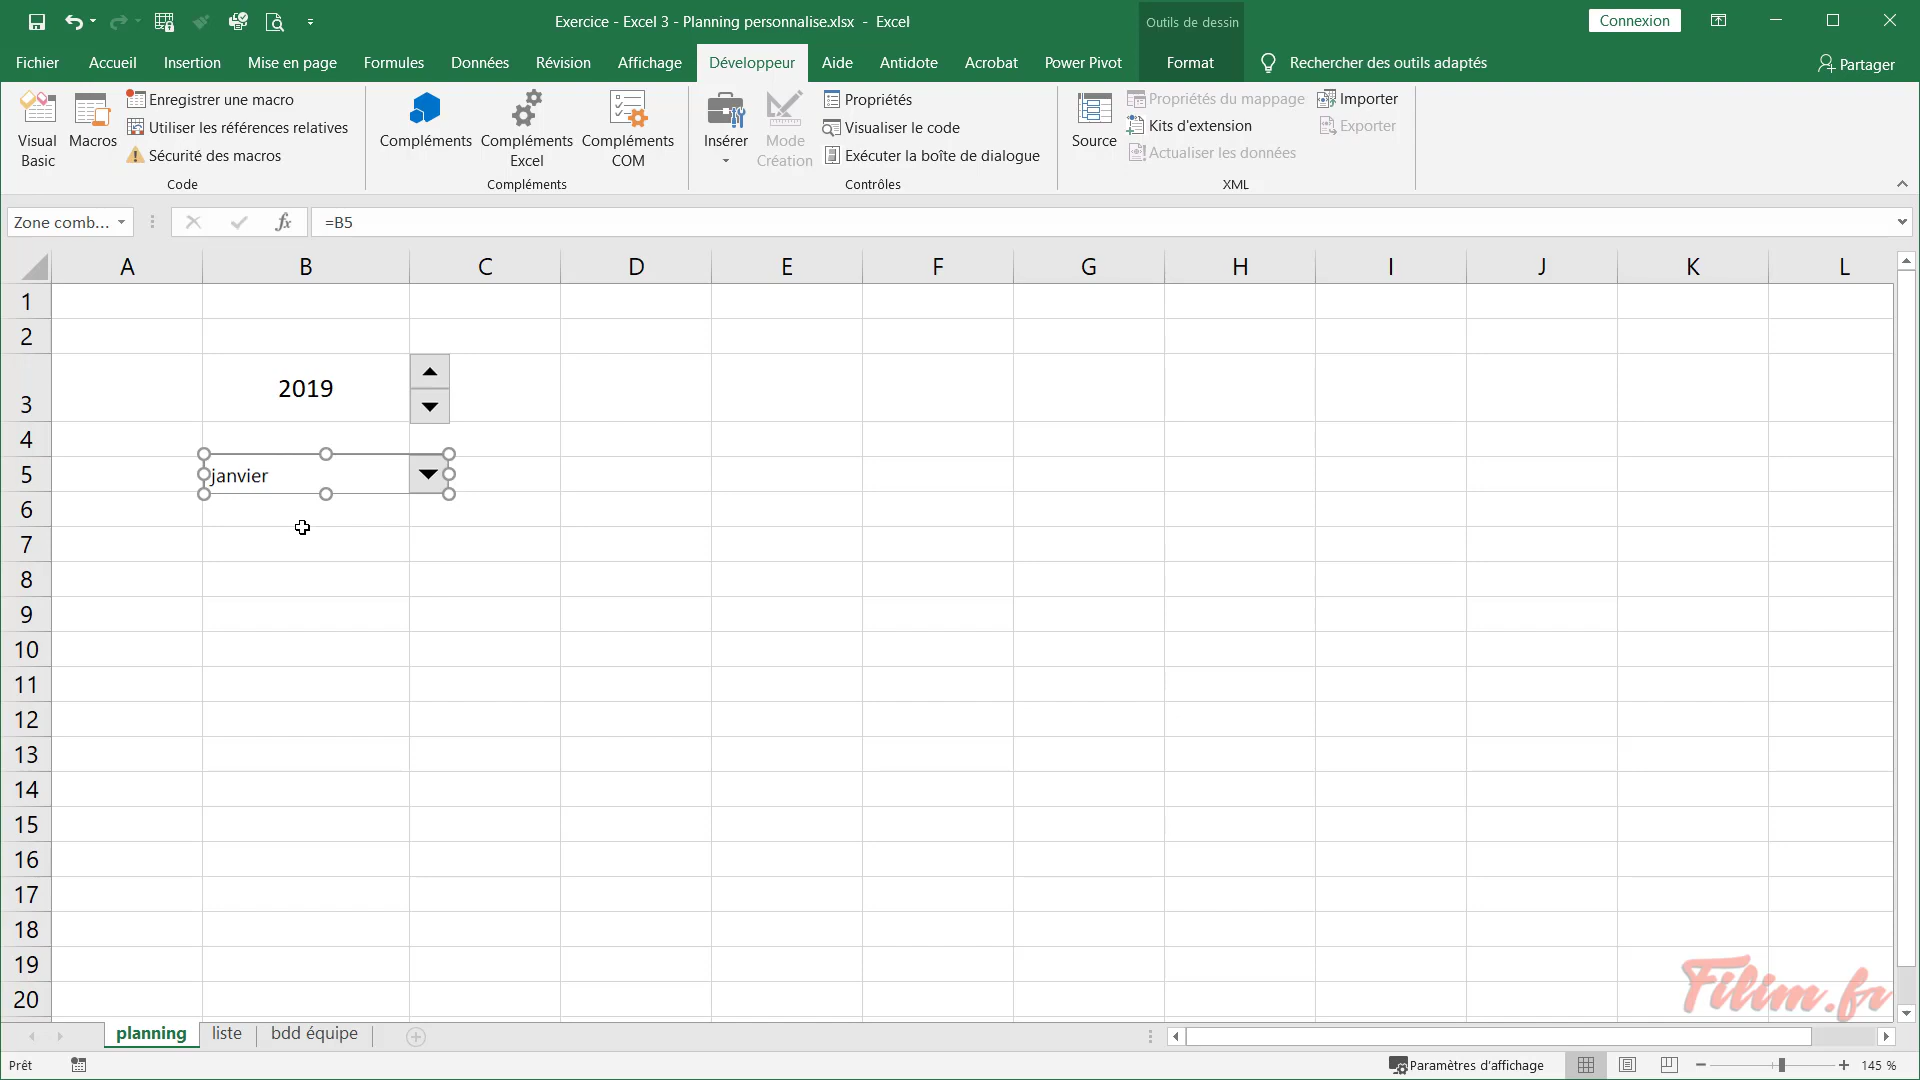 Exercice - Excel 3 - Planning personnalise.xlsx - Excel
Outils de dessin
Connexion
Fichier Accueil Insertion Mise en page Formules Données Révision Affichage Développeur Aide Antidote Acrobat Power Pivot Format Rechercher des outils adaptés Partager
Visual Basic
Macros
Enregistrer une macro
Utiliser les références relatives
Sécurité des macros
Code
Compléments
Compléments Excel
Compléments COM
Compléments
Insérer
Mode Création
Propriétés
Visualiser le code
Exécuter la boîte de dialogue
Contrôles
Source
Propriétés du mappage
Kits d'extension
Actualiser les données
Importer
Exporter
XML
Zone comb... fx =B5
A B C D E F G H I J K L
1
2
3 2019
4
5 janvier
6
7
8
9
10
11
12
13
14
15
16
17
18
19
20
Filim.fr
planning liste bdd équipe
Prêt Paramètres d'affichage 145 %